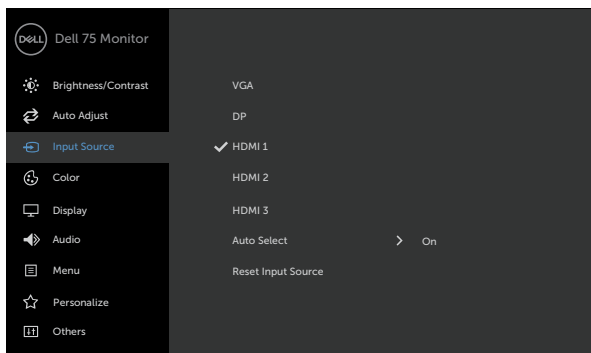 DELL Dell 75 Monitor
Brightness/Contrast VGA
Auto Adjust DP
Input Source HDMI 1
Color HDMI 2
Display HDMI 3
Audio Auto Select On
Menu Reset Input Source
Personalize
Others